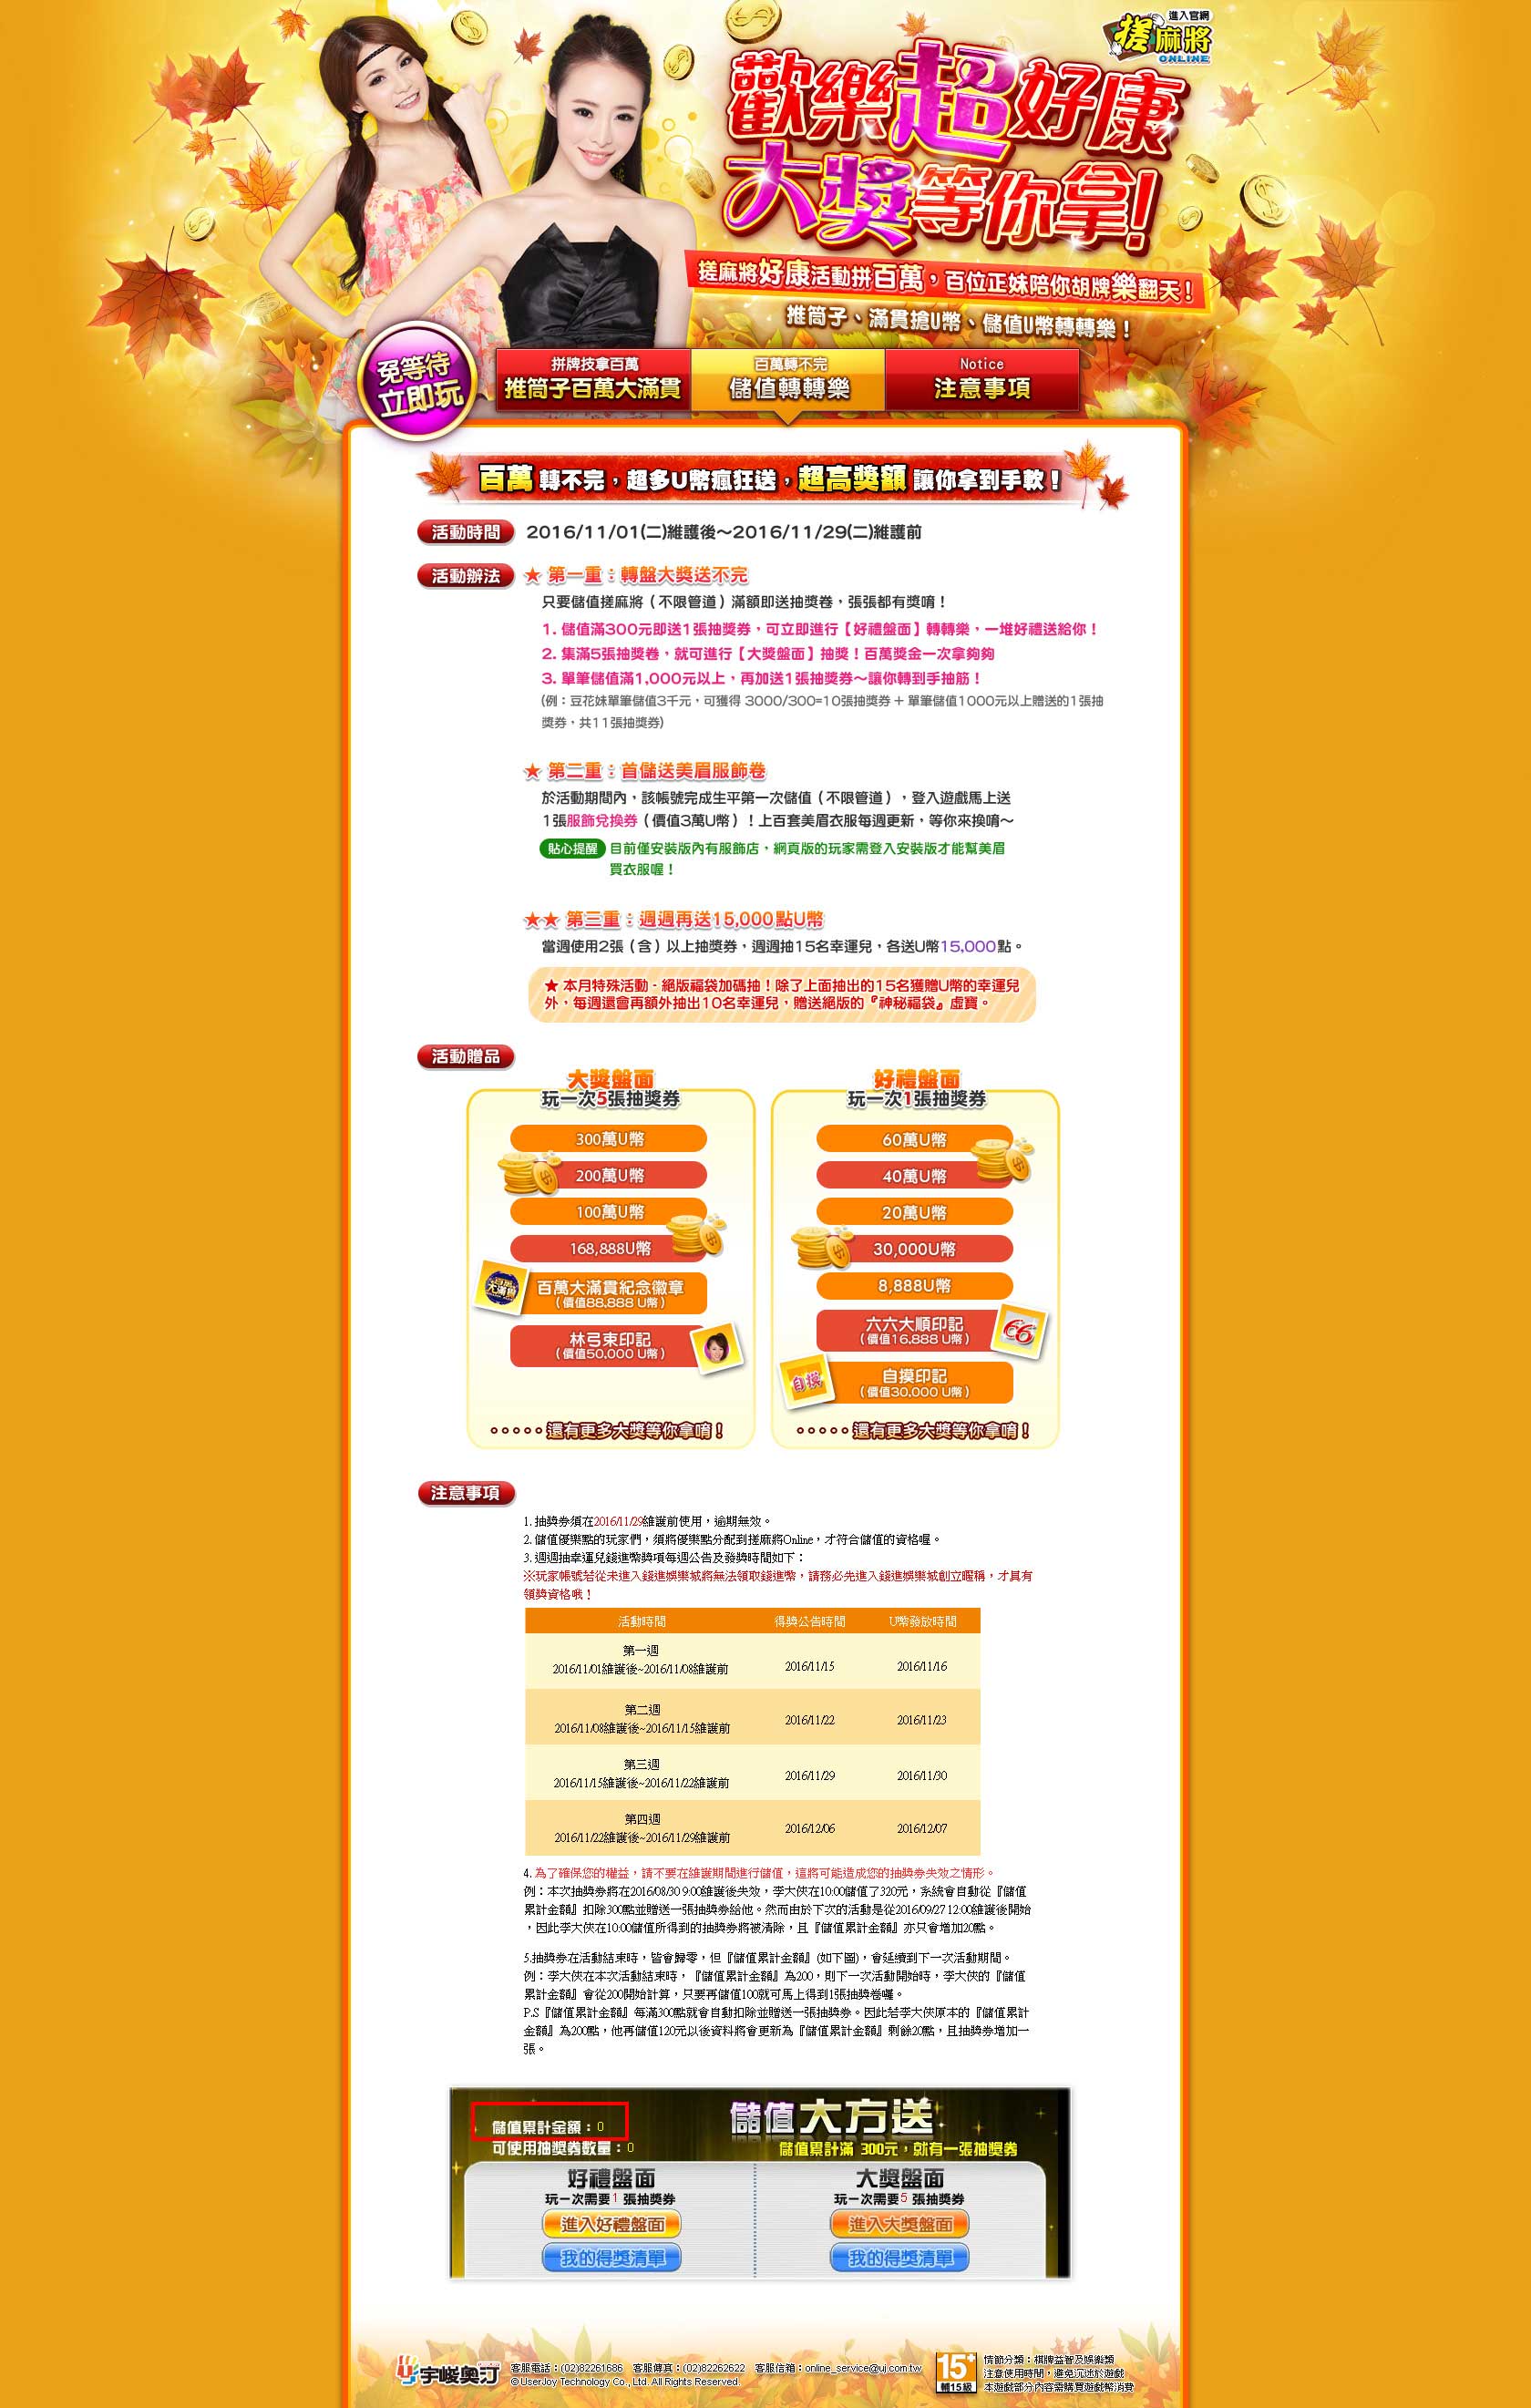 進入官網
搓麻將
ONLINE
歡樂超好康
大獎等你拿!
搓麻將好康活動拼百萬，百位正妹陪你胡牌樂翻天!
推筒子、滿貫搶U幣、儲值U幣轉轉樂!
免等待
立即玩
拼牌技拿百萬
推筒子百萬大滿貫
百萬轉不完
儲值轉轉樂
Notice
注意事項
百萬轉不完，超多U幣瘋狂送，超高獎額 讓你拿到手軟!
活動時間 2016/11/01(二)維護後～2016/11/29(二)維護前
活動辦法 ★ 第一重：轉盤大獎送不完
只要儲值搓麻將（不限管道）滿額即送抽獎卷，張張都有獎唷！
1. 儲值滿300元即送1張抽獎券，可立即進行【好禮盤面】轉轉樂，一堆好禮送給你！
2. 集滿5張抽獎卷，就可進行【大獎盤面】抽獎！百萬獎金一次拿夠夠
3. 單筆儲值滿1,000元以上，再加送1張抽獎券～讓你轉到手抽筋！
(例：豆花妹單筆儲值3千元，可獲得 3000/300=10張抽獎券 + 單筆儲值1000元以上贈送的1張抽
獎券，共11張抽獎券)
★ 第二重：首儲送美眉服飾卷
於活動期間內，該帳號完成生平第一次儲值（不限管道），登入遊戲馬上送
1張服飾兌換券（價值3萬U幣）！上百套美眉衣服每週更新，等你來換唷～
貼心提醒 目前僅安裝版內有服飾店，網頁版的玩家需登入安裝版才能幫美眉
買衣服喔！
★★ 第三重：週週再送15,000點U幣
當週使用2張（含）以上抽獎券，週週抽15名幸運兒，各送U幣15,000點。
★ 本月特殊活動 - 絕版福袋加碼抽！除了上面抽出的15名獲贈U幣的幸運兒
外，每週還會再額外抽出10名幸運兒，贈送絕版的『神秘福袋』虛寶。
活動贈品
大獎盤面
玩一次5張抽獎券
300萬U幣
200萬U幣
100萬U幣
168,888U幣
百萬大滿貫紀念徽章
（價值88,888 U幣）
林弓束印記
（價值50,000 U幣）
•••••還有更多大獎等你拿唷！
好禮盤面
玩一次1張抽獎券
60萬U幣
40萬U幣
20萬U幣
30,000U幣
8,888U幣
六六大順印記
（價值16,888 U幣）
66
自摸
自摸印記
（價值30,000 U幣）
•••••還有更多大獎等你拿唷！
注意事項
1. 抽獎券須在2016/11/29維護前使用，逾期無效。
2. 儲值優樂點的玩家們，須將優樂點分配到搓麻將Online，才符合儲值的資格喔。
3. 週週抽幸運兒錢進幣獎項每週公告及發獎時間如下：
※玩家帳號若從未進入錢進娛樂城將無法領取錢進幣，請務必先進入錢進娛樂城創立暱稱，才具有
領獎資格哦！
活動時間 得獎公告時間 U幣發放時間
第一週
2016/11/01維護後~2016/11/08維護前 2016/11/15 2016/11/16
第二週
2016/11/08維護後~2016/11/15維護前 2016/11/22 2016/11/23
第三週
2016/11/15維護後~2016/11/22維護前 2016/11/29 2016/11/30
第四週
2016/11/22維護後~2016/11/29維護前 2016/12/06 2016/12/07
4. 為了確保您的權益，請不要在維護期間進行儲值，這將可能造成您的抽獎券失效之情形。
例：本次抽獎券將在2016/08/30 9:00維護後失效，李大俠在10:00儲值了320元，系統會自動從『儲值
累計金額』扣除300點並贈送一張抽獎券給他。然而由於下次的活動是從2016/09/27 12:00維護後開始
，因此李大俠在10:00儲值所得到的抽獎券將被清除，且『儲值累計金額』亦只會增加20點。
5.抽獎券在活動結束時，皆會歸零，但『儲值累計金額』(如下圖)，會延續到下一次活動期間。
例：李大俠在本次活動結束時，『儲值累計金額』為200，則下一次活動開始時，李大俠的『儲值
累計金額』會從200開始計算，只要再儲值100就可馬上得到1張抽獎卷囉。
P.S『儲值累計金額』每滿300點就會自動扣除並贈送一張抽獎券。因此若李大俠原本的『儲值累計
金額』為200點，他再儲值120元以後資料將會更新為『儲值累計金額』剩餘20點，且抽獎券增加一
張。
儲值累計金額：0
可使用抽獎券數量：0
儲值大方送
儲值累計滿 300元，就有一張抽獎券
好禮盤面
玩一次需要1 張抽獎券
進入好禮盤面
我的得獎清單
大獎盤面
玩一次需要5 張抽獎券
進入大獎盤面
我的得獎清單
宇峻奧汀
客服電話：(02)82261686 客服傳真：(02)82262622 客服信箱：online_service@uj.com.tw
©UserJoy Technology Co., Ltd. All Rights Reserved.
15+
輔15級
情節分類：棋牌益智及娛樂類
注意使用時間，避免沉迷於遊戲
本遊戲部分內容需購買遊戲幣消費